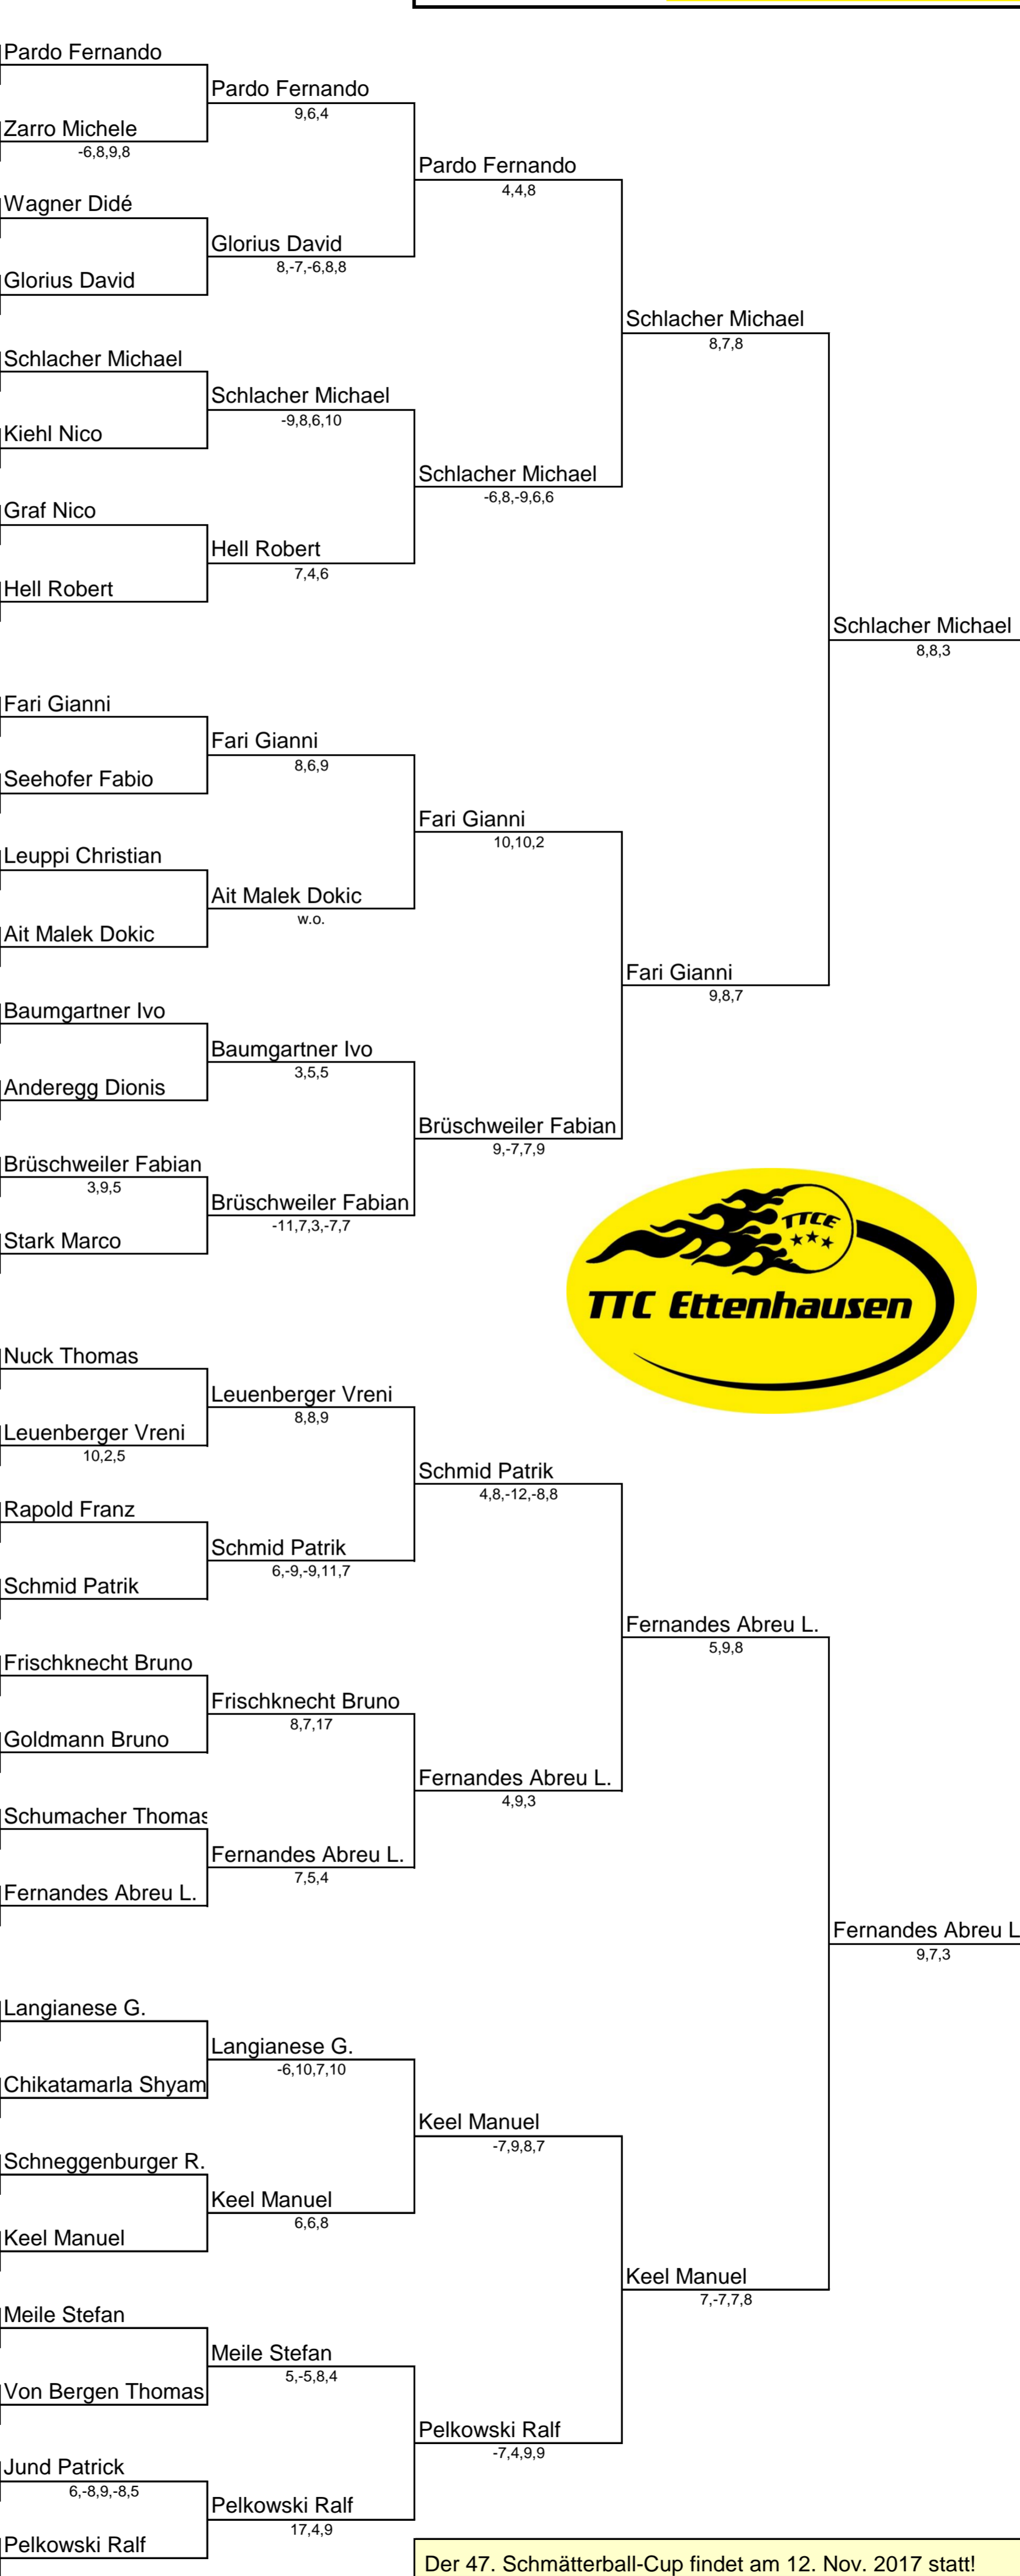 Pardo Fernando
Pardo Fernando
9,6,4
Zarro Michele
-6,8,9,8
Pardo Fernando
4,4,8
Wagner Didé
Glorius David
8,-7,-6,8,8
Glorius David
Schlacher Michael
8,7,8
Schlacher Michael
Schlacher Michael
-9,8,6,10
Kiehl Nico
Schlacher Michael
-6,8,-9,6,6
Graf Nico
Hell Robert
7,4,6
Hell Robert
Schlacher Michael
8,8,3
Fari Gianni
Fari Gianni
8,6,9
Seehofer Fabio
Fari Gianni
10,10,2
Leuppi Christian
Ait Malek Dokic
w.o.
Ait Malek Dokic
Fari Gianni
9,8,7
Baumgartner Ivo
Baumgartner Ivo
3,5,5
Anderegg Dionis
Brüschweiler Fabian
9,-7,7,9
Brüschweiler Fabian
3,9,5
Brüschweiler Fabian
-11,7,3,-7,7
Stark Marco
TTCE
TTC Ettenhausen
Nuck Thomas
Leuenberger Vreni
8,8,9
Leuenberger Vreni
10,2,5
Schmid Patrik
4,8,-12,-8,8
Rapold Franz
Schmid Patrik
6,-9,-9,11,7
Schmid Patrik
Fernandes Abreu L.
5,9,8
Frischknecht Bruno
Frischknecht Bruno
8,7,17
Goldmann Bruno
Fernandes Abreu L.
4,9,3
Schumacher Thomas
Fernandes Abreu L.
7,5,4
Fernandes Abreu L.
Fernandes Abreu L
9,7,3
Langianese G.
Langianese G.
-6,10,7,10
Chikatamarla Shyam
Keel Manuel
-7,9,8,7
Schneggenburger R.
Keel Manuel
6,6,8
Keel Manuel
Keel Manuel
7,-7,7,8
Meile Stefan
Meile Stefan
5,-5,8,4
Von Bergen Thomas
Pelkowski Ralf
-7,4,9,9
Jund Patrick
6,-8,9,-8,5
Pelkowski Ralf
17,4,9
Pelkowski Ralf
Der 47. Schmätterball-Cup findet am 12. Nov. 2017 statt!